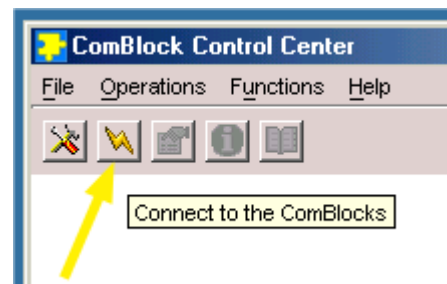 ComBlock Control Center
File Operations Functions Help
Connect to the ComBlocks